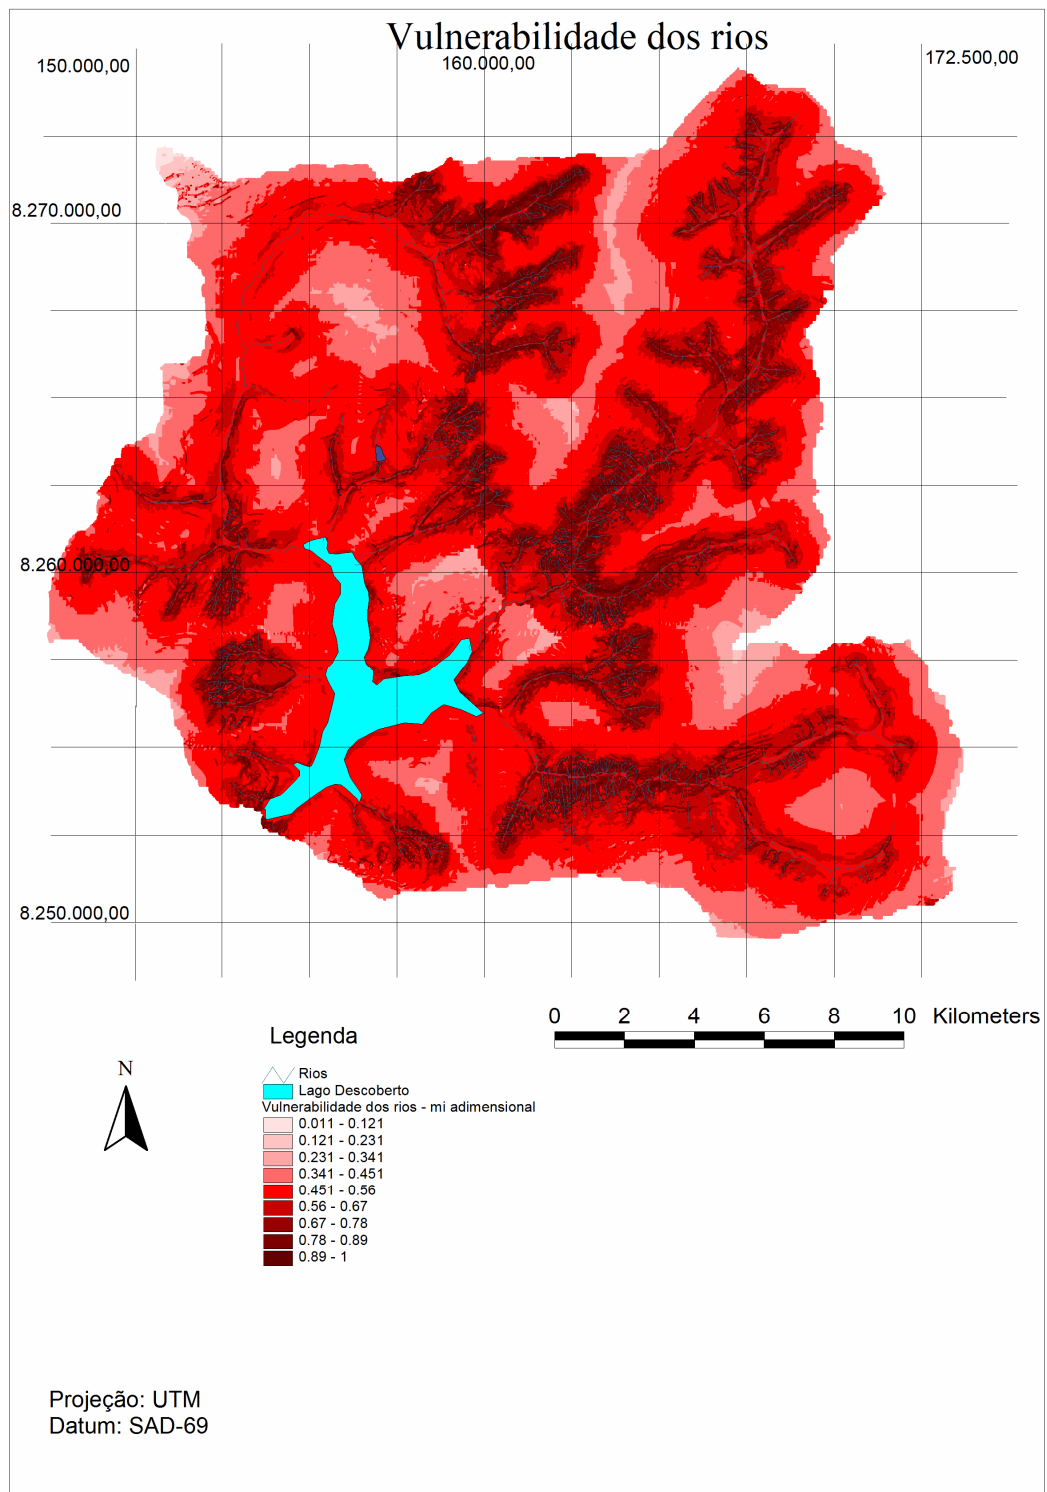 Vulnerabilidade dos rios
150.000,00
160.000,00
172.500,00
8.270.000,00
8.260.000,00
8.250.000,00
0 2 4 6 8 10 Kilometers
Legenda
N
Rios
Lago Descoberto
Vulnerabilidade dos rios - mi adimensional
0.011 - 0.121
0.121 - 0.231
0.231 - 0.341
0.341 - 0.451
0.451 - 0.56
0.56 - 0.67
0.67 - 0.78
0.78 - 0.89
0.89 - 1
Projeção: UTM
Datum: SAD-69